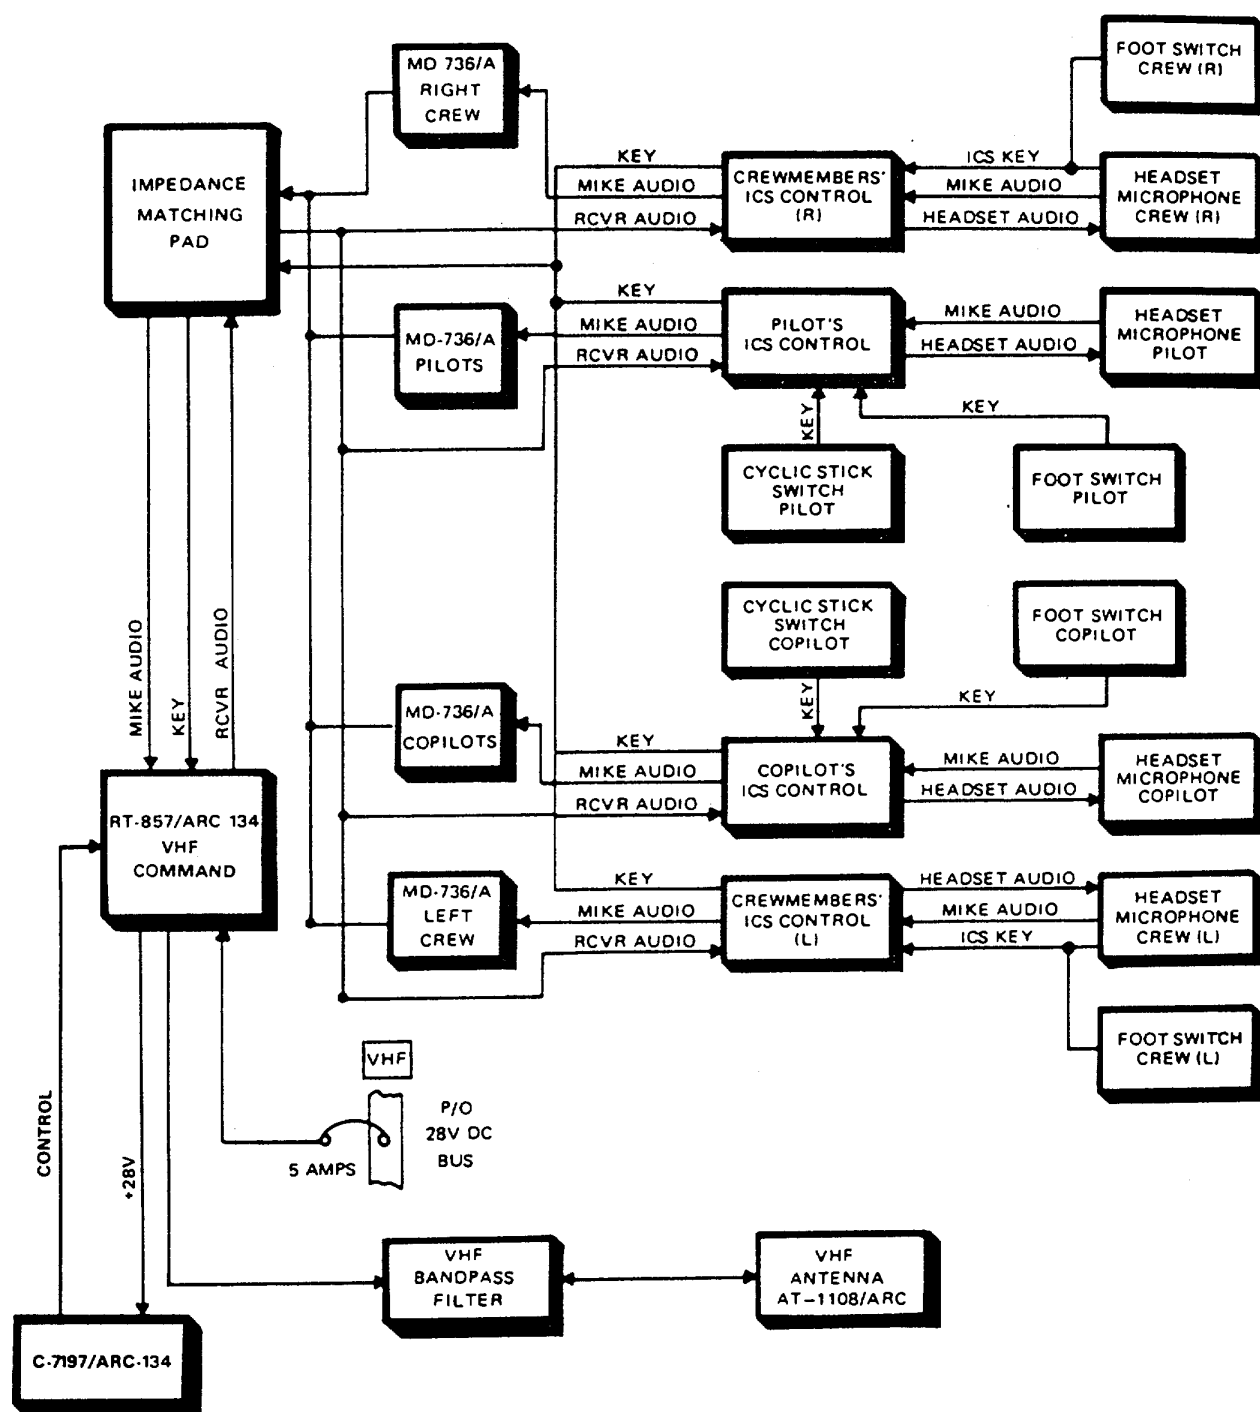 FOOT SWITCH
CREW (R)
MD 736/A
RIGHT
CREW
IMPEDANCE
MATCHING
PAD
KEY
MIKE AUDIO
RCVR AUDIO
CREWMEMBERS'
ICS CONTROL
(R)
ICS KEY
MIKE AUDIO
HEADSET AUDIO
HEADSET
MICROPHONE
CREW (R)
MD-736/A
PILOTS
KEY
MIKE AUDIO
RCVR AUDIO
PILOT'S
ICS CONTROL
MIKE AUDIO
HEADSET AUDIO
HEADSET
MICROPHONE
PILOT
KEY
KEY
CYCLIC STICK
SWITCH
PILOT
FOOT SWITCH
PILOT
MIKE AUDIO
KEY
RCVR AUDIO
CYCLIC STICK
SWITCH
COPILOT
FOOT SWITCH
COPILOT
KEY
KEY
MD-736/A
COPILOTS
KEY
MIKE AUDIO
RCVR AUDIO
COPILOT'S
ICS CONTROL
MIKE AUDIO
HEADSET AUDIO
HEADSET
MICROPHONE
COPILOT
RT-857/ARC 134
VHF
COMMAND
MD-736/A
LEFT
CREW
KEY
MIKE AUDIO
RCVR AUDIO
CREWMEMBERS'
ICS CONTROL
(L)
HEADSET AUDIO
MIKE AUDIO
ICS KEY
HEADSET
MICROPHONE
CREW (L)
FOOT SWITCH
CREW (L)
CONTROL
+28V
VHF
P/O
28V DC
BUS
5 AMPS
VHF
BANDPASS
FILTER
VHF
ANTENNA
AT-1108/ARC
C-7197/ARC-134